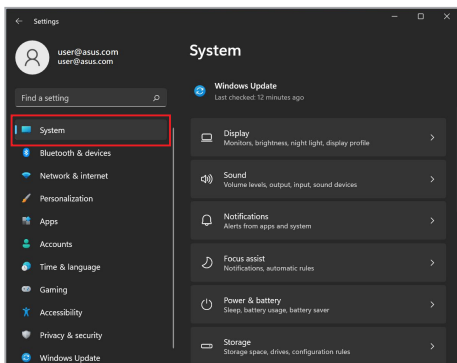 Settings
user@asus.com
user@asus.com
Find a setting
System
Bluetooth & devices
Network & internet
Personalization
Apps
Accounts
Time & language
Gaming
Accessibility
Privacy & security
Windows Update
System
Windows Update
Last checked: 12 minutes ago
Display
Monitors, brightness, night light, display profile
Sound
Volume levels, output, input, sound devices
Notifications
Alerts from apps and system
Focus assist
Notifications, automatic rules
Power & battery
Sleep, battery usage, battery saver
Storage
Storage space, drives, configuration rules